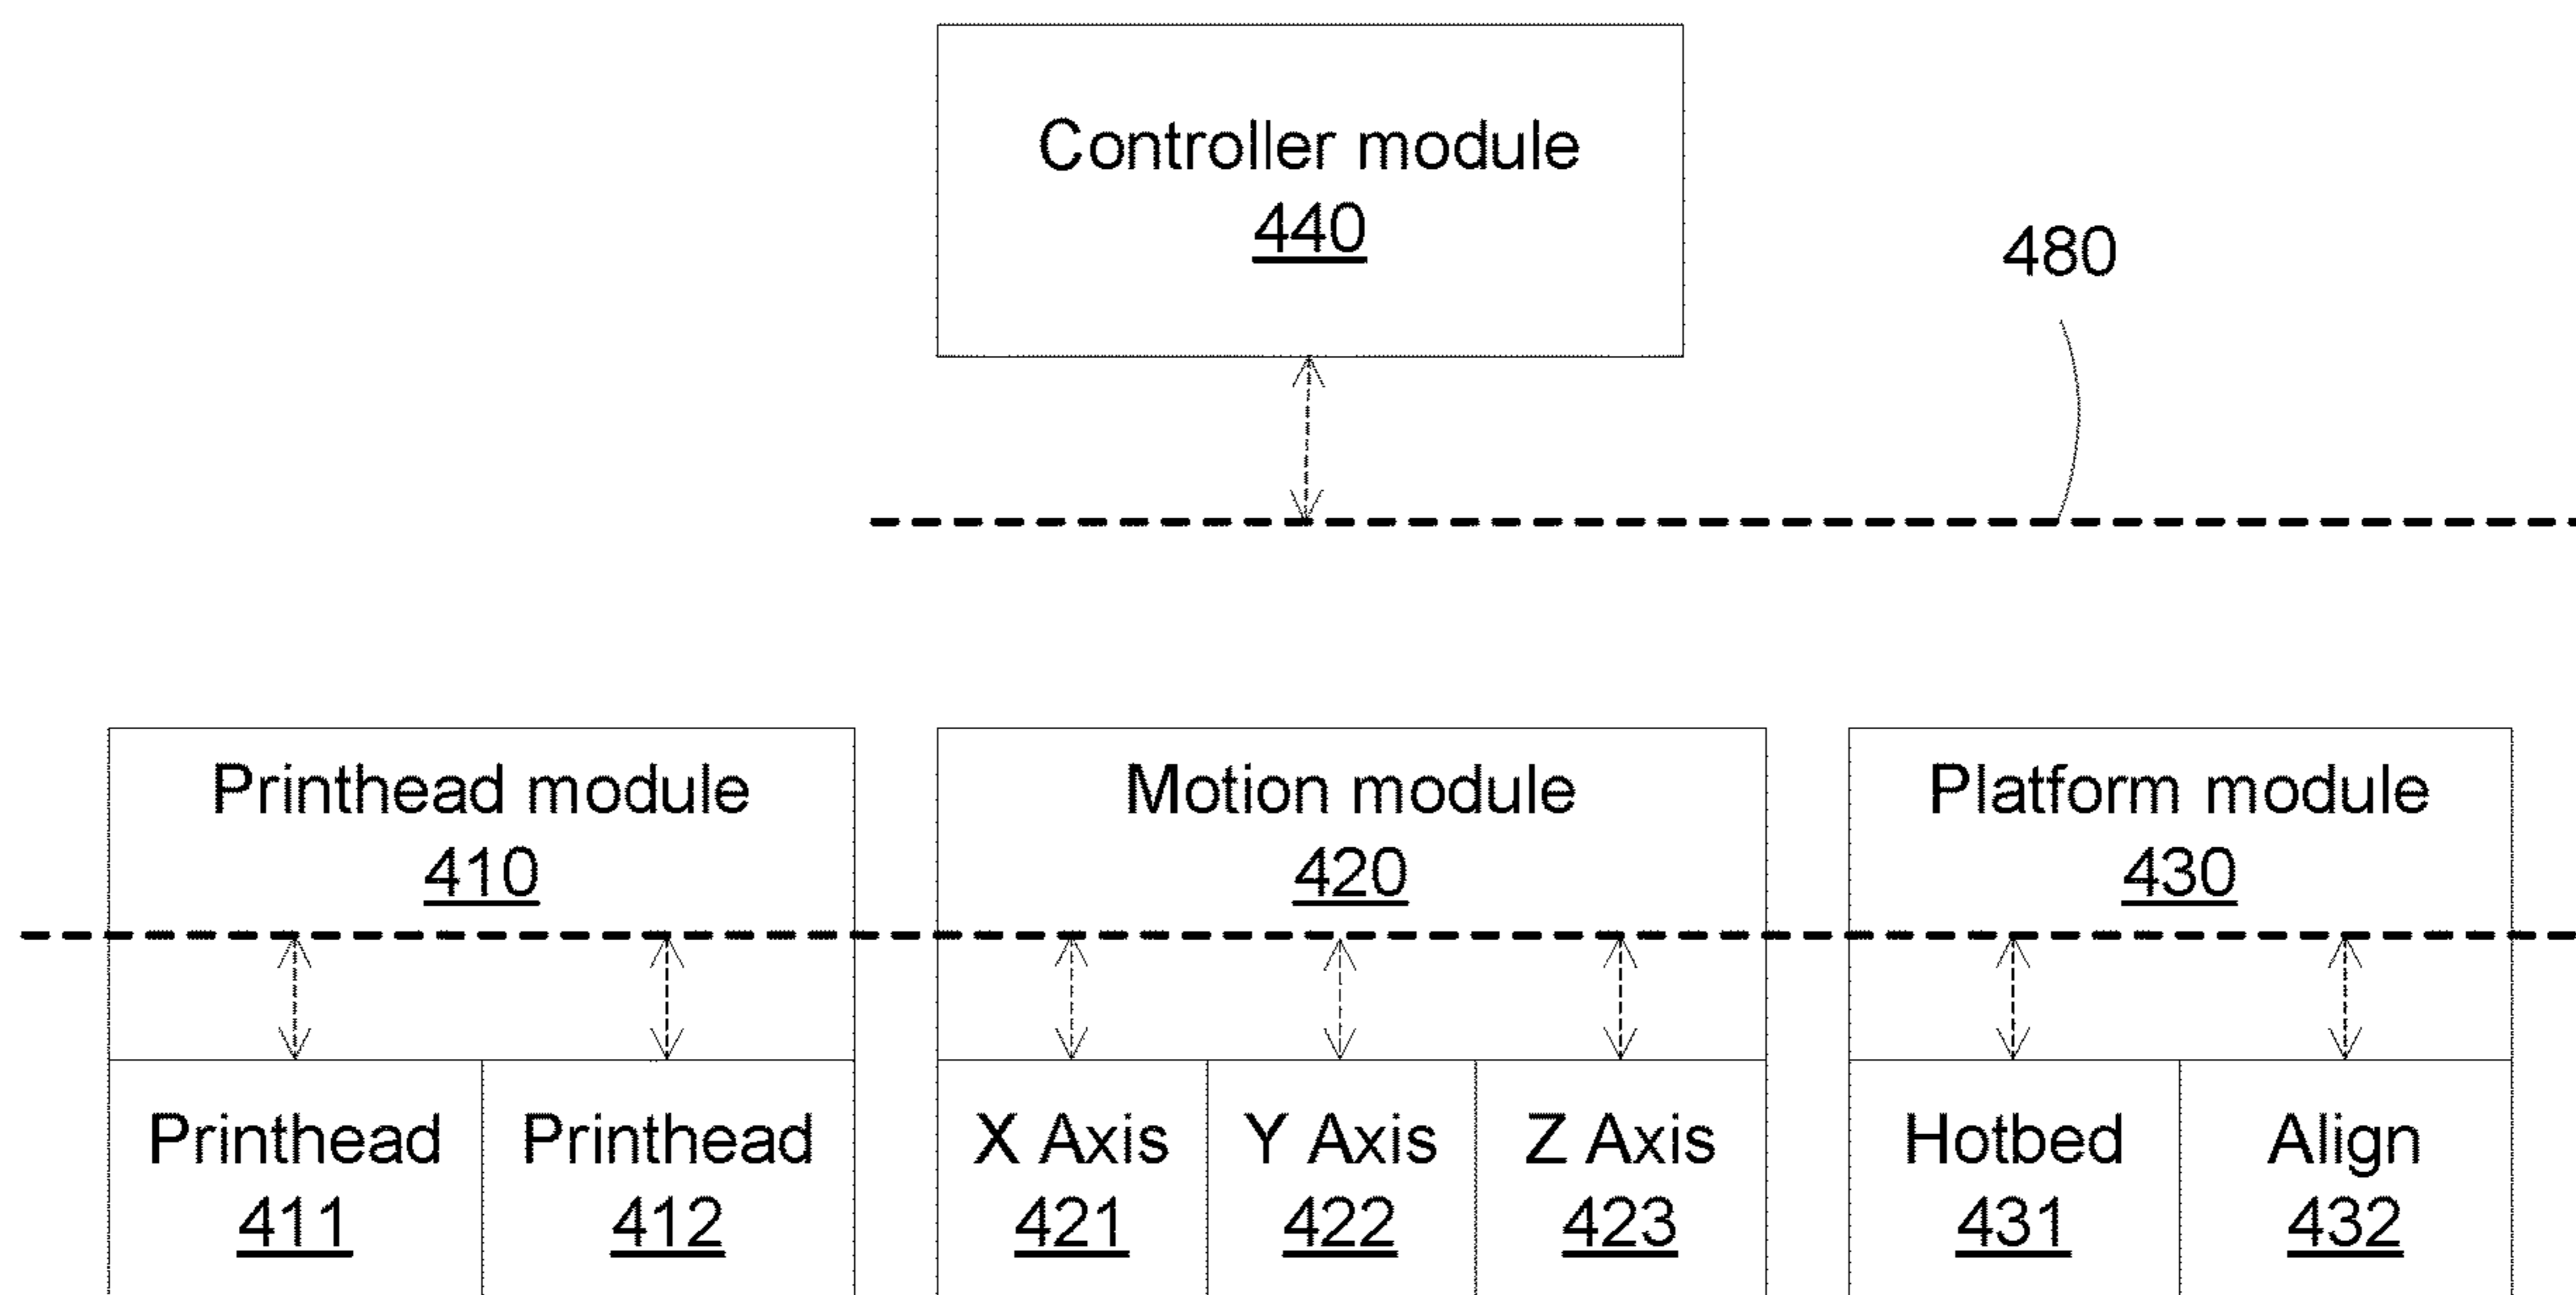 Controller module
440
480
Printhead module
410
Motion module
420
Platform module
430
Printhead
411
Printhead
412
X Axis
421
Y Axis
422
Z Axis
423
Hotbed
431
Align
432